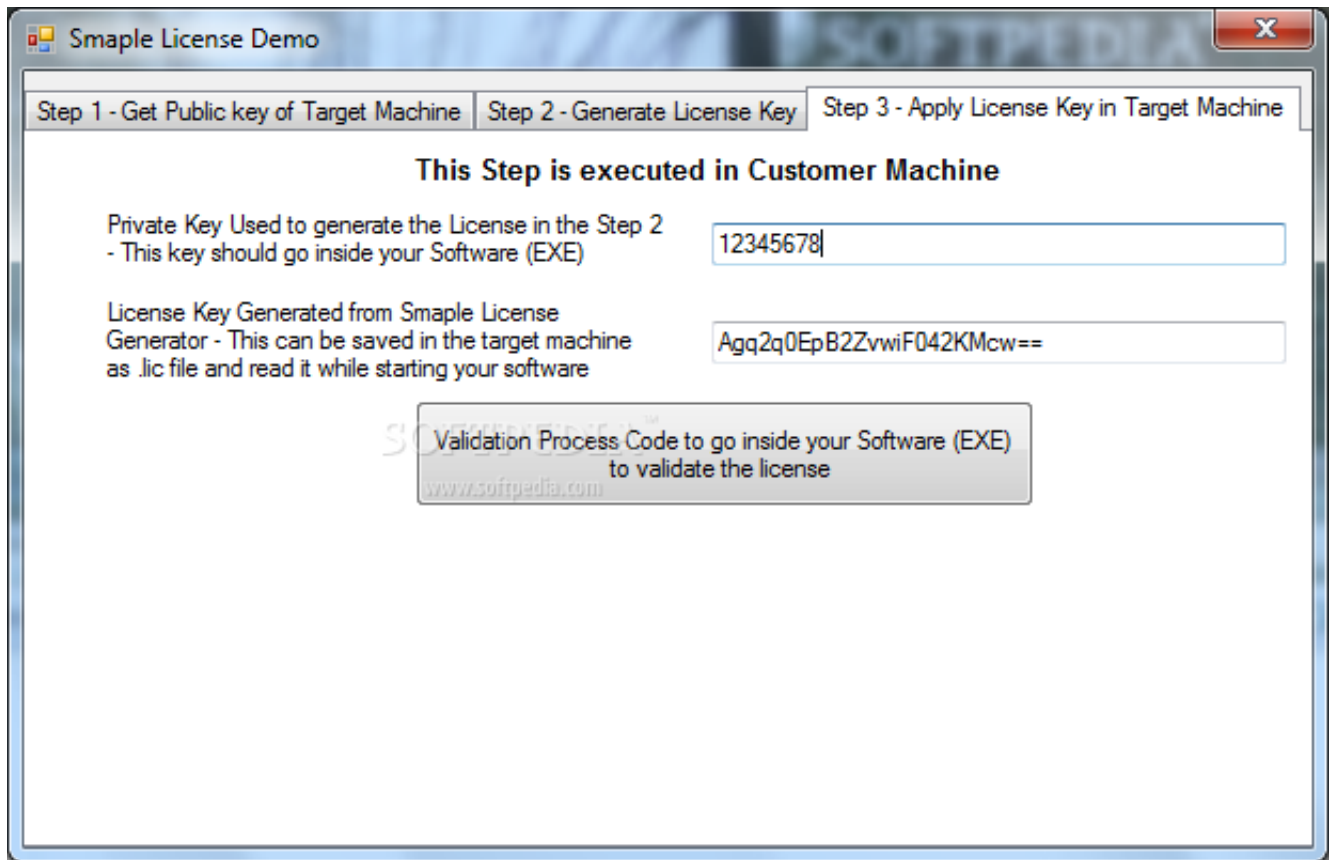 Smaple License Demo
SOFTPEDIA
Step 1 - Get Public key of Target Machine
Step 2 - Generate License Key
Step 3 - Apply License Key in Target Machine
This Step is executed in Customer Machine
Private Key Used to generate the License in the Step 2
- This key should go inside your Software (EXE)
12345678
License Key Generated from Smaple License
Generator - This can be saved in the target machine
as .lic file and read it while starting your software
Agq2q0EpB2ZvwiF042KMcw==
SOFTPEDIA™
Validation Process Code to go inside your Software (EXE)
to validate the license
www.softpedia.com